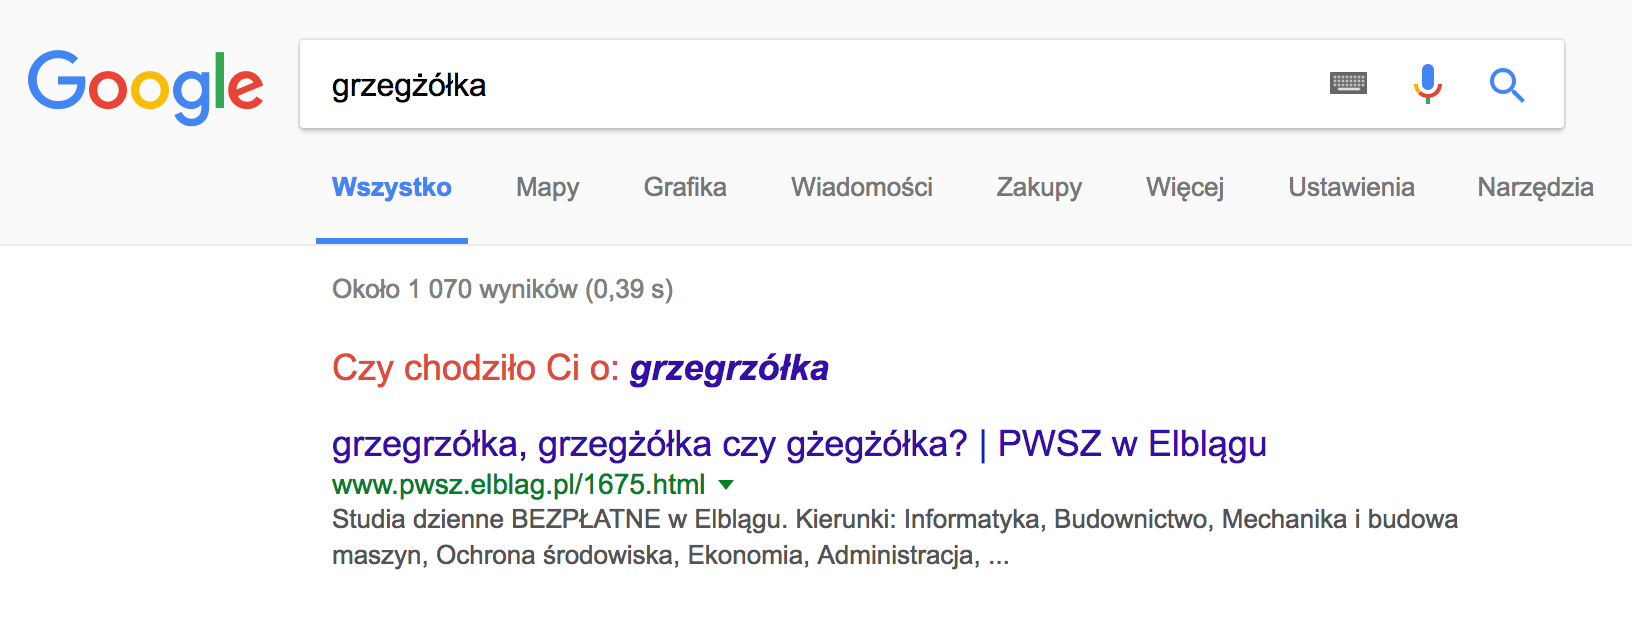 Google
grzegżółka
Wszystko Mapy Grafika Wiadomości Zakupy Więcej Ustawienia Narzędzia
Około 1 070 wyników (0,39 s)
Czy chodziło Ci o: grzegrzółka
grzegrzółka, grzegżółka czy gżegżółka? | PWSZ w Elblągu
www.pwsz.elblag.pl/1675.html
Studia dzienne BEZPŁATNE w Elblągu. Kierunki: Informatyka, Budownictwo, Mechanika i budowa
maszyn, Ochrona środowiska, Ekonomia, Administracja, ...